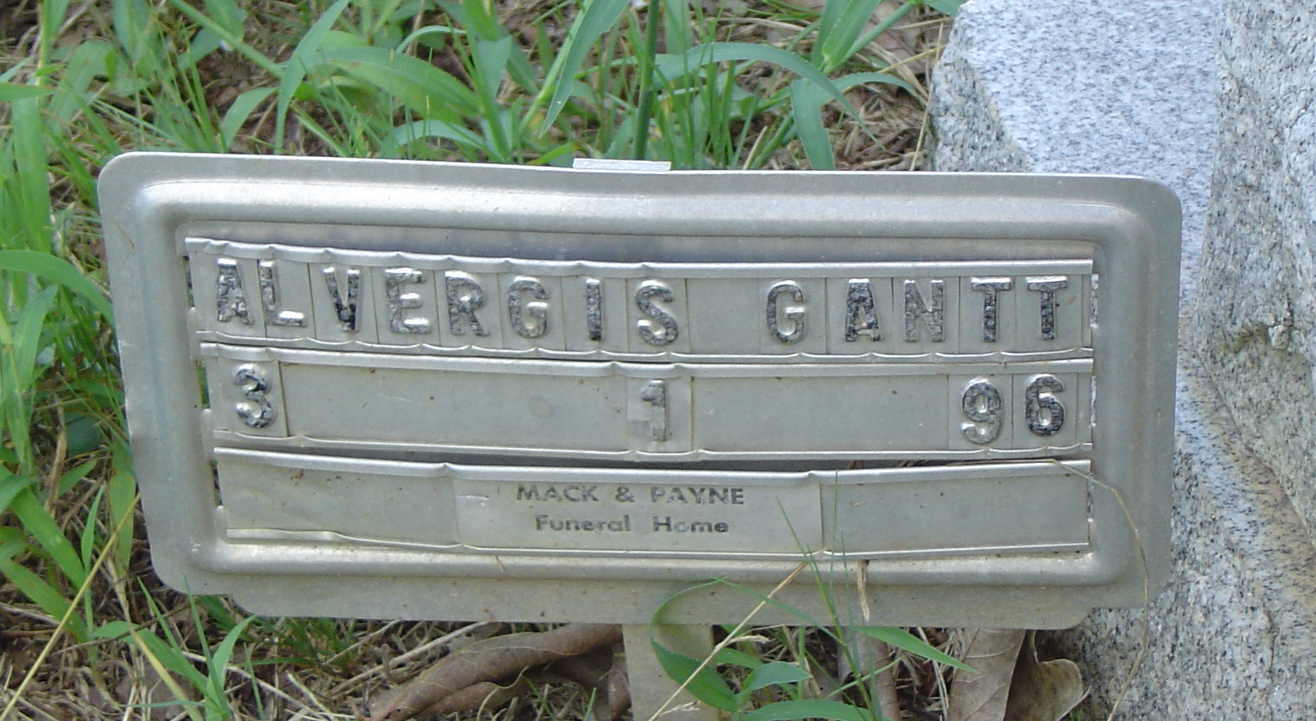 ALVERGIS GANTT
3 1 96
MACK & PAYNE
Funeral Home